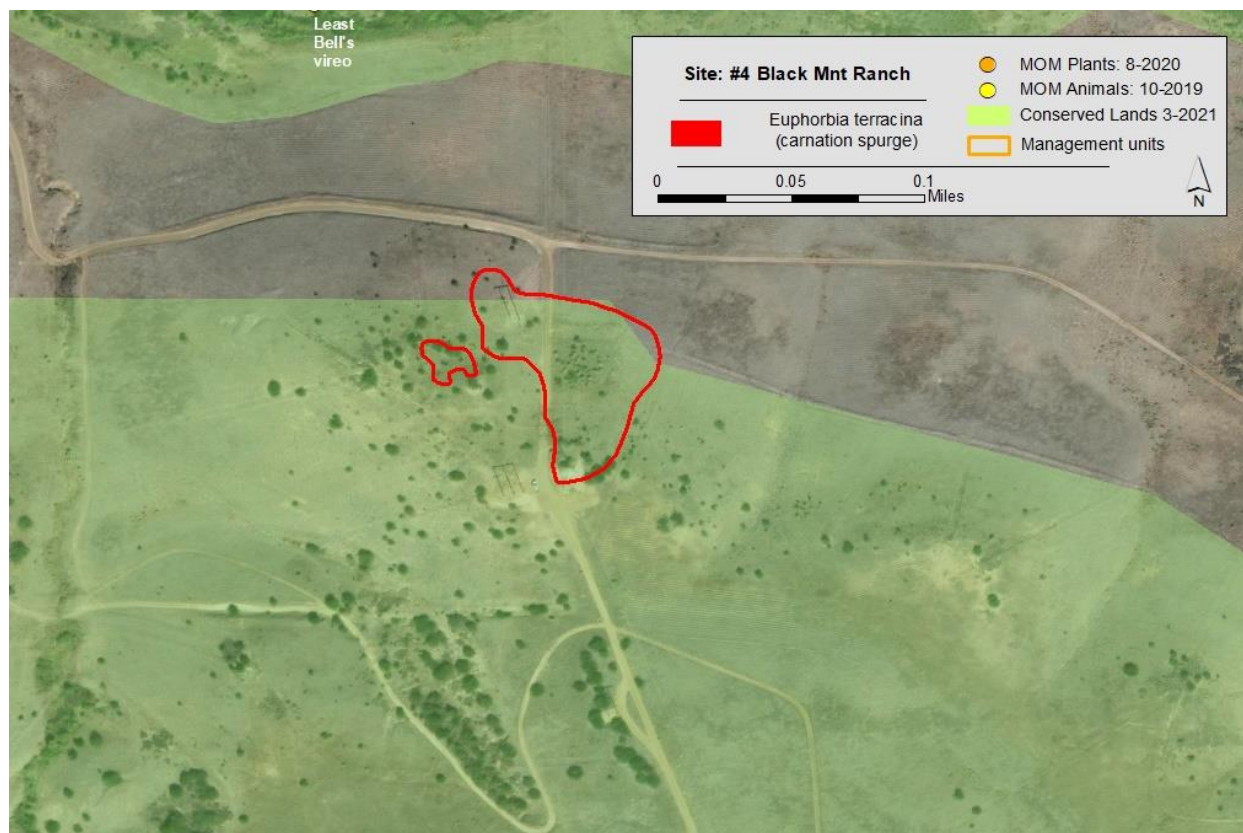 Least
Bell's
vireo
Site: #4 Black Mnt Ranch
Euphorbia terracina
(carnation spurge)
MOM Plants: 8-2020
MOM Animals: 10-2019
Conserved Lands 3-2021
Management units
0 0.05 0.1
Miles
N